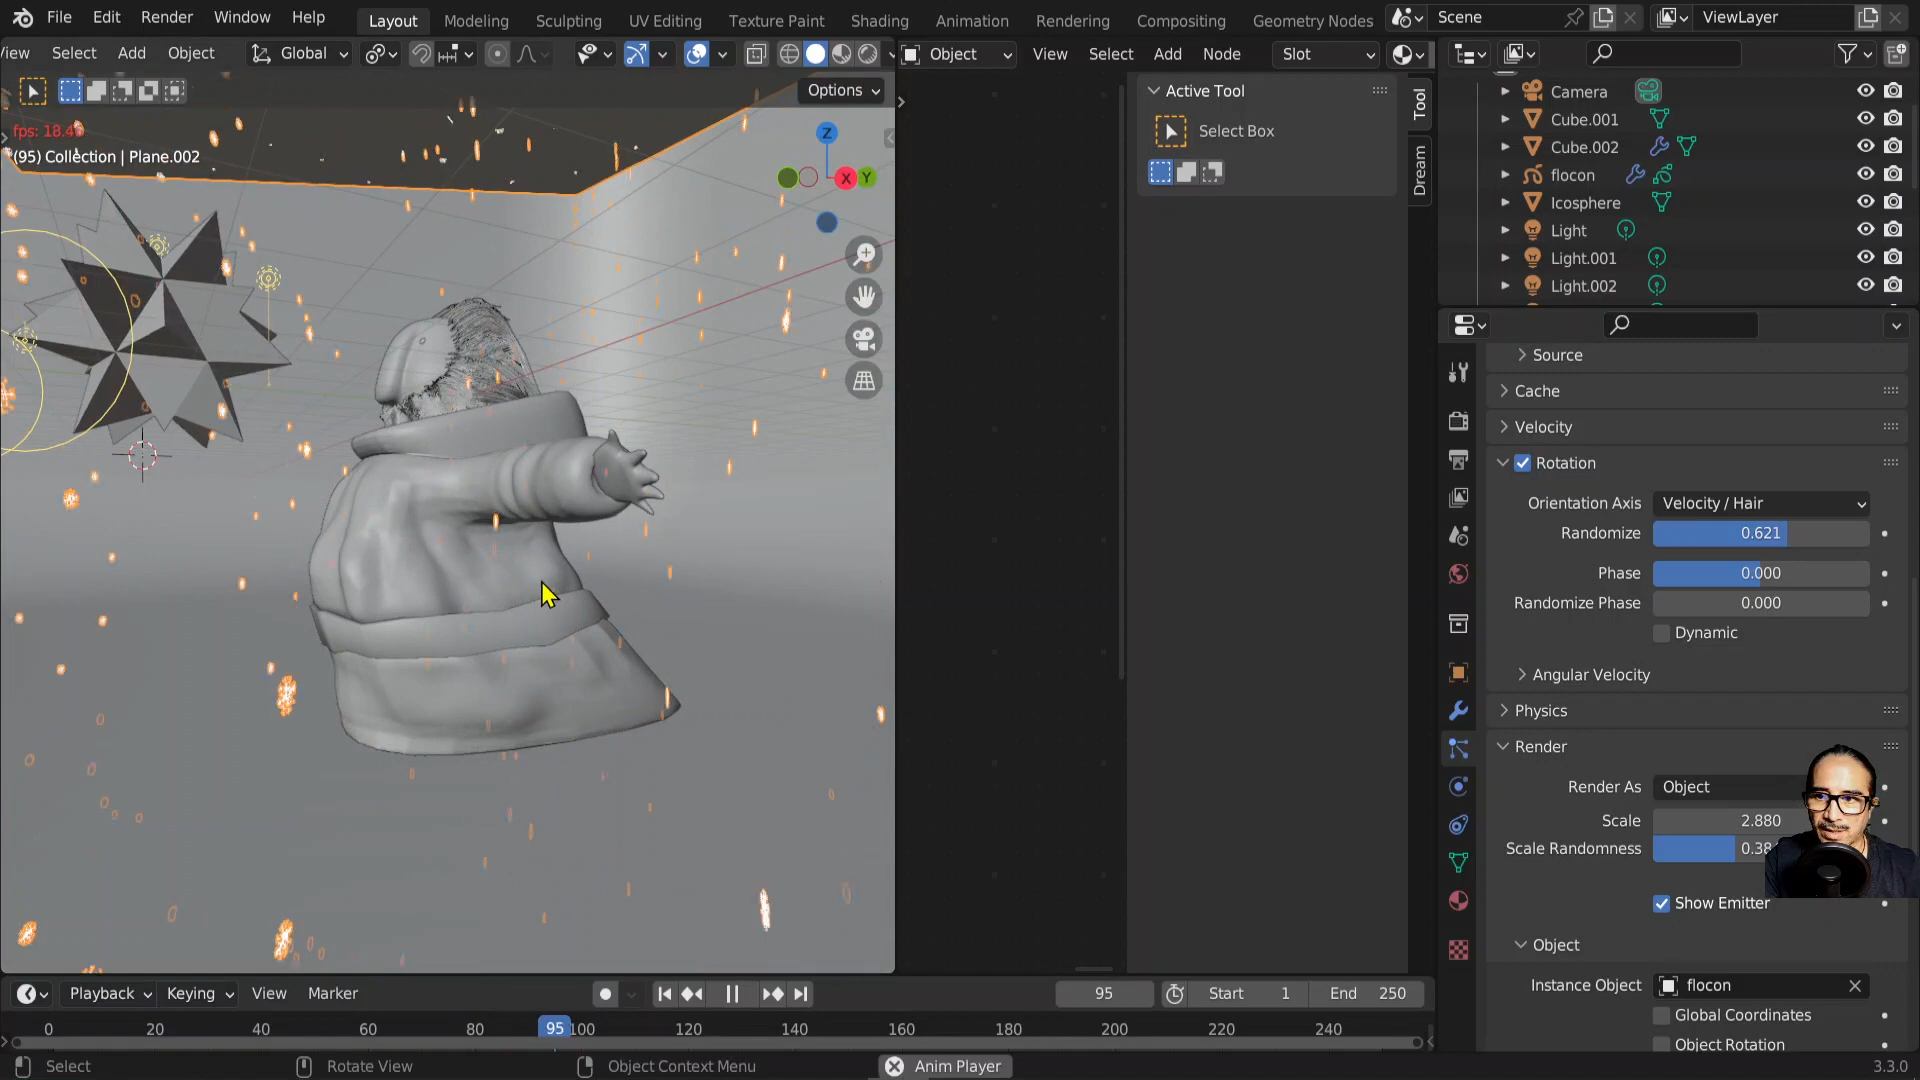 File Edit Render Window Help Layout Modeling Sculpting UV Editing Texture Paint Shading Animation Rendering Compositing Geometry Nodes Scene ViewLayer
iew Select Add Object Global Object View Select Add Node Slot
Options
fps: 18.4
(95) Collection | Plane.002
Z
X Y
Active Tool
Select Box
Tool
Dream
Camera
Cube.001
Cube.002
flocon
Icosphere
Light
Light.001
Light.002
Source
Cache
Velocity
Rotation
Orientation Axis Velocity / Hair
Randomize 0.621
Phase 0.000
Randomize Phase 0.000
Dynamic
Angular Velocity
Physics
Render
Render As Object
Scale 2.880
Scale Randomness 0.38
Show Emitter
Object
Instance Object flocon
Global Coordinates
Object Rotation
Playback Keying View Marker 95 Start 1 End 250
0 20 40 60 80 95 100 120 140 160 180 200 220 240
Select Rotate View Object Context Menu Anim Player 3.3.0